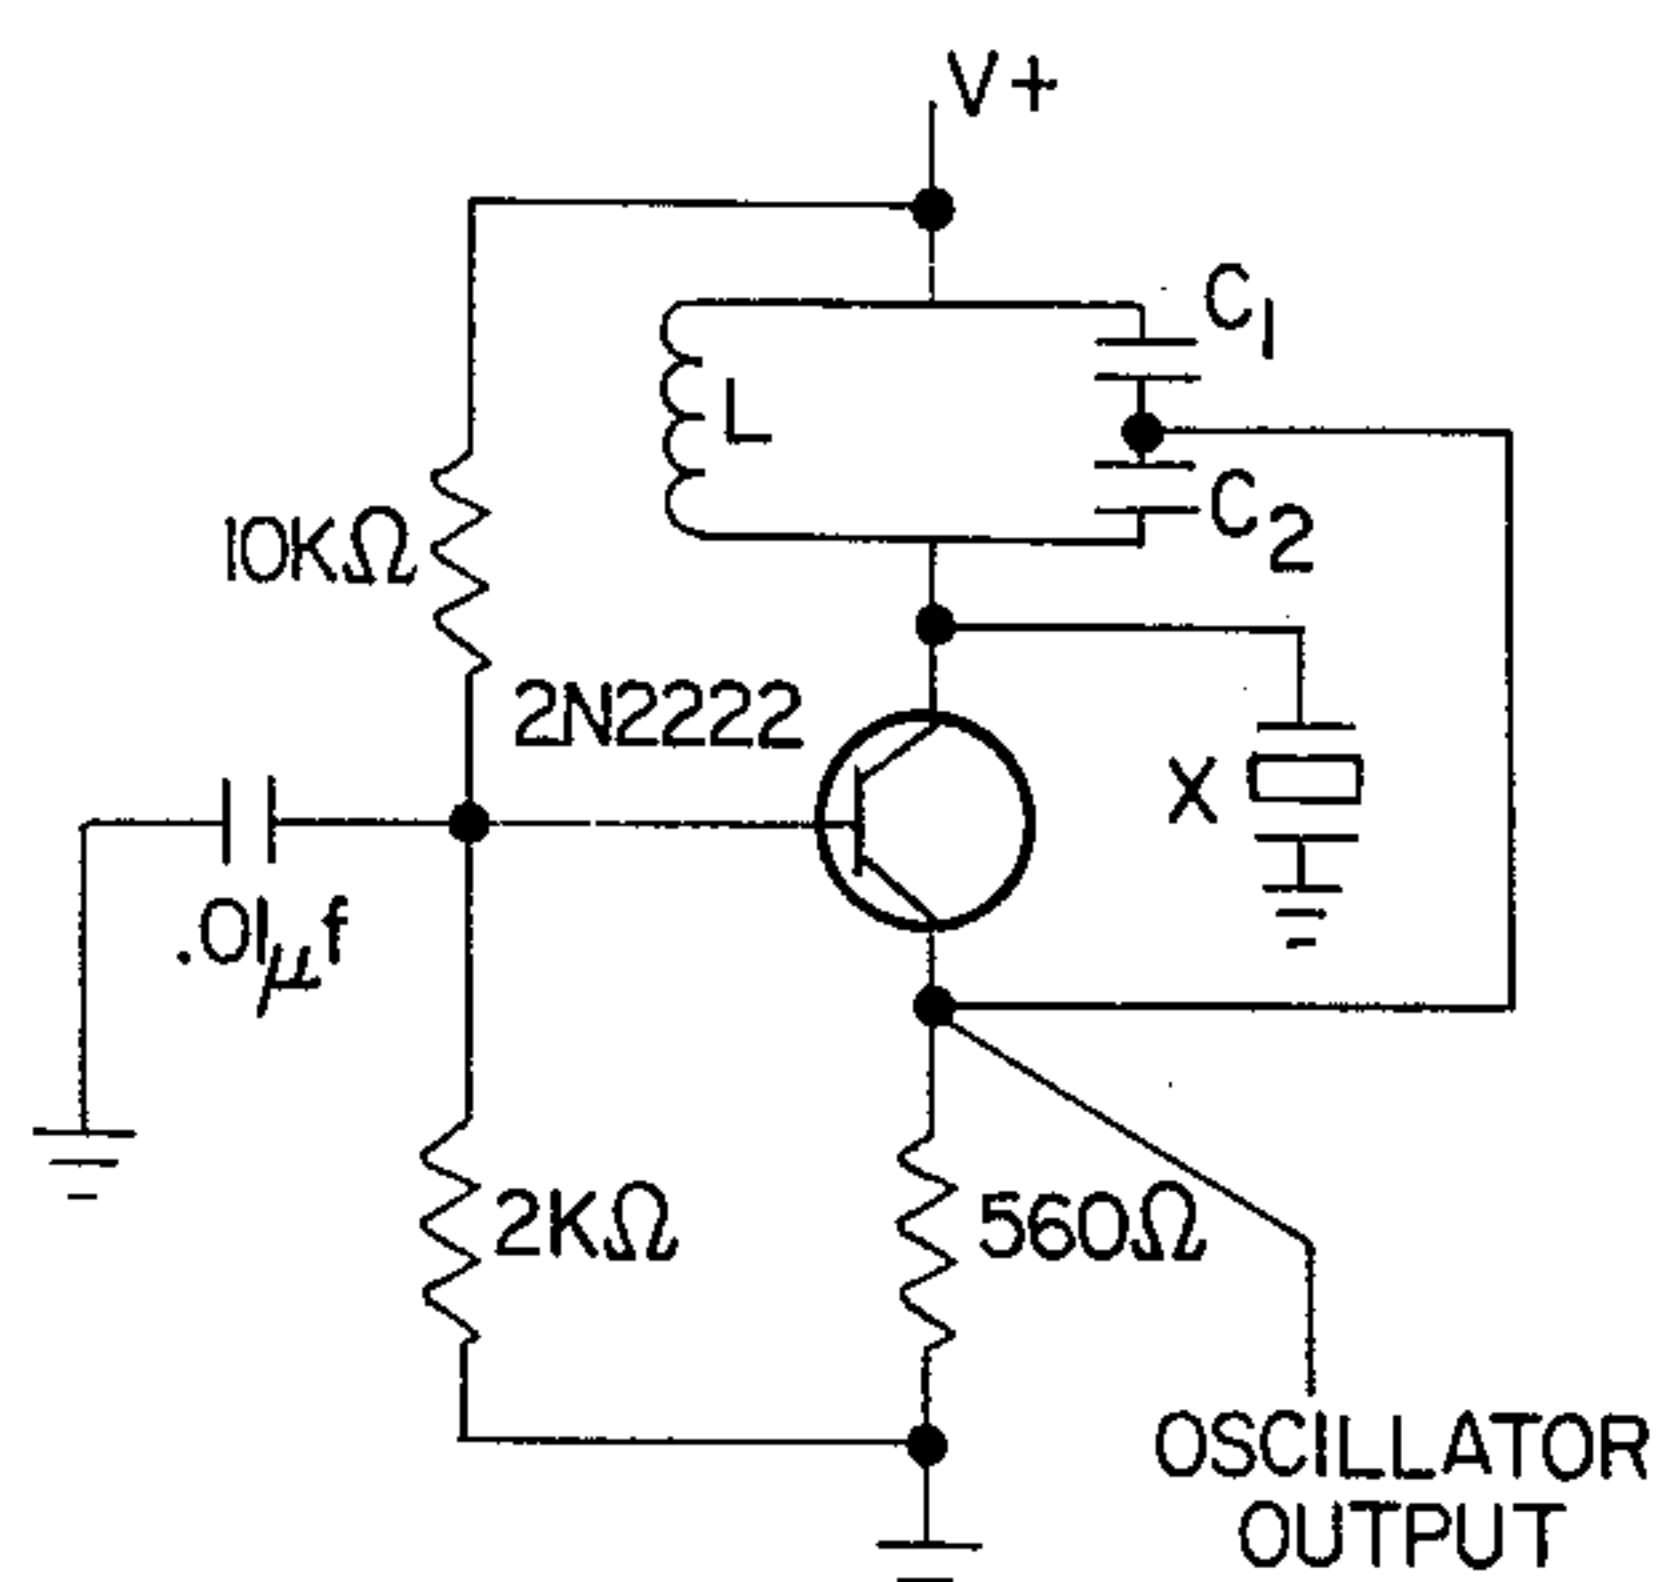 V+
C1
L
C2
10KΩ
2N2222
X
.01μf
2KΩ
560Ω
OSCILLATOR
OUTPUT